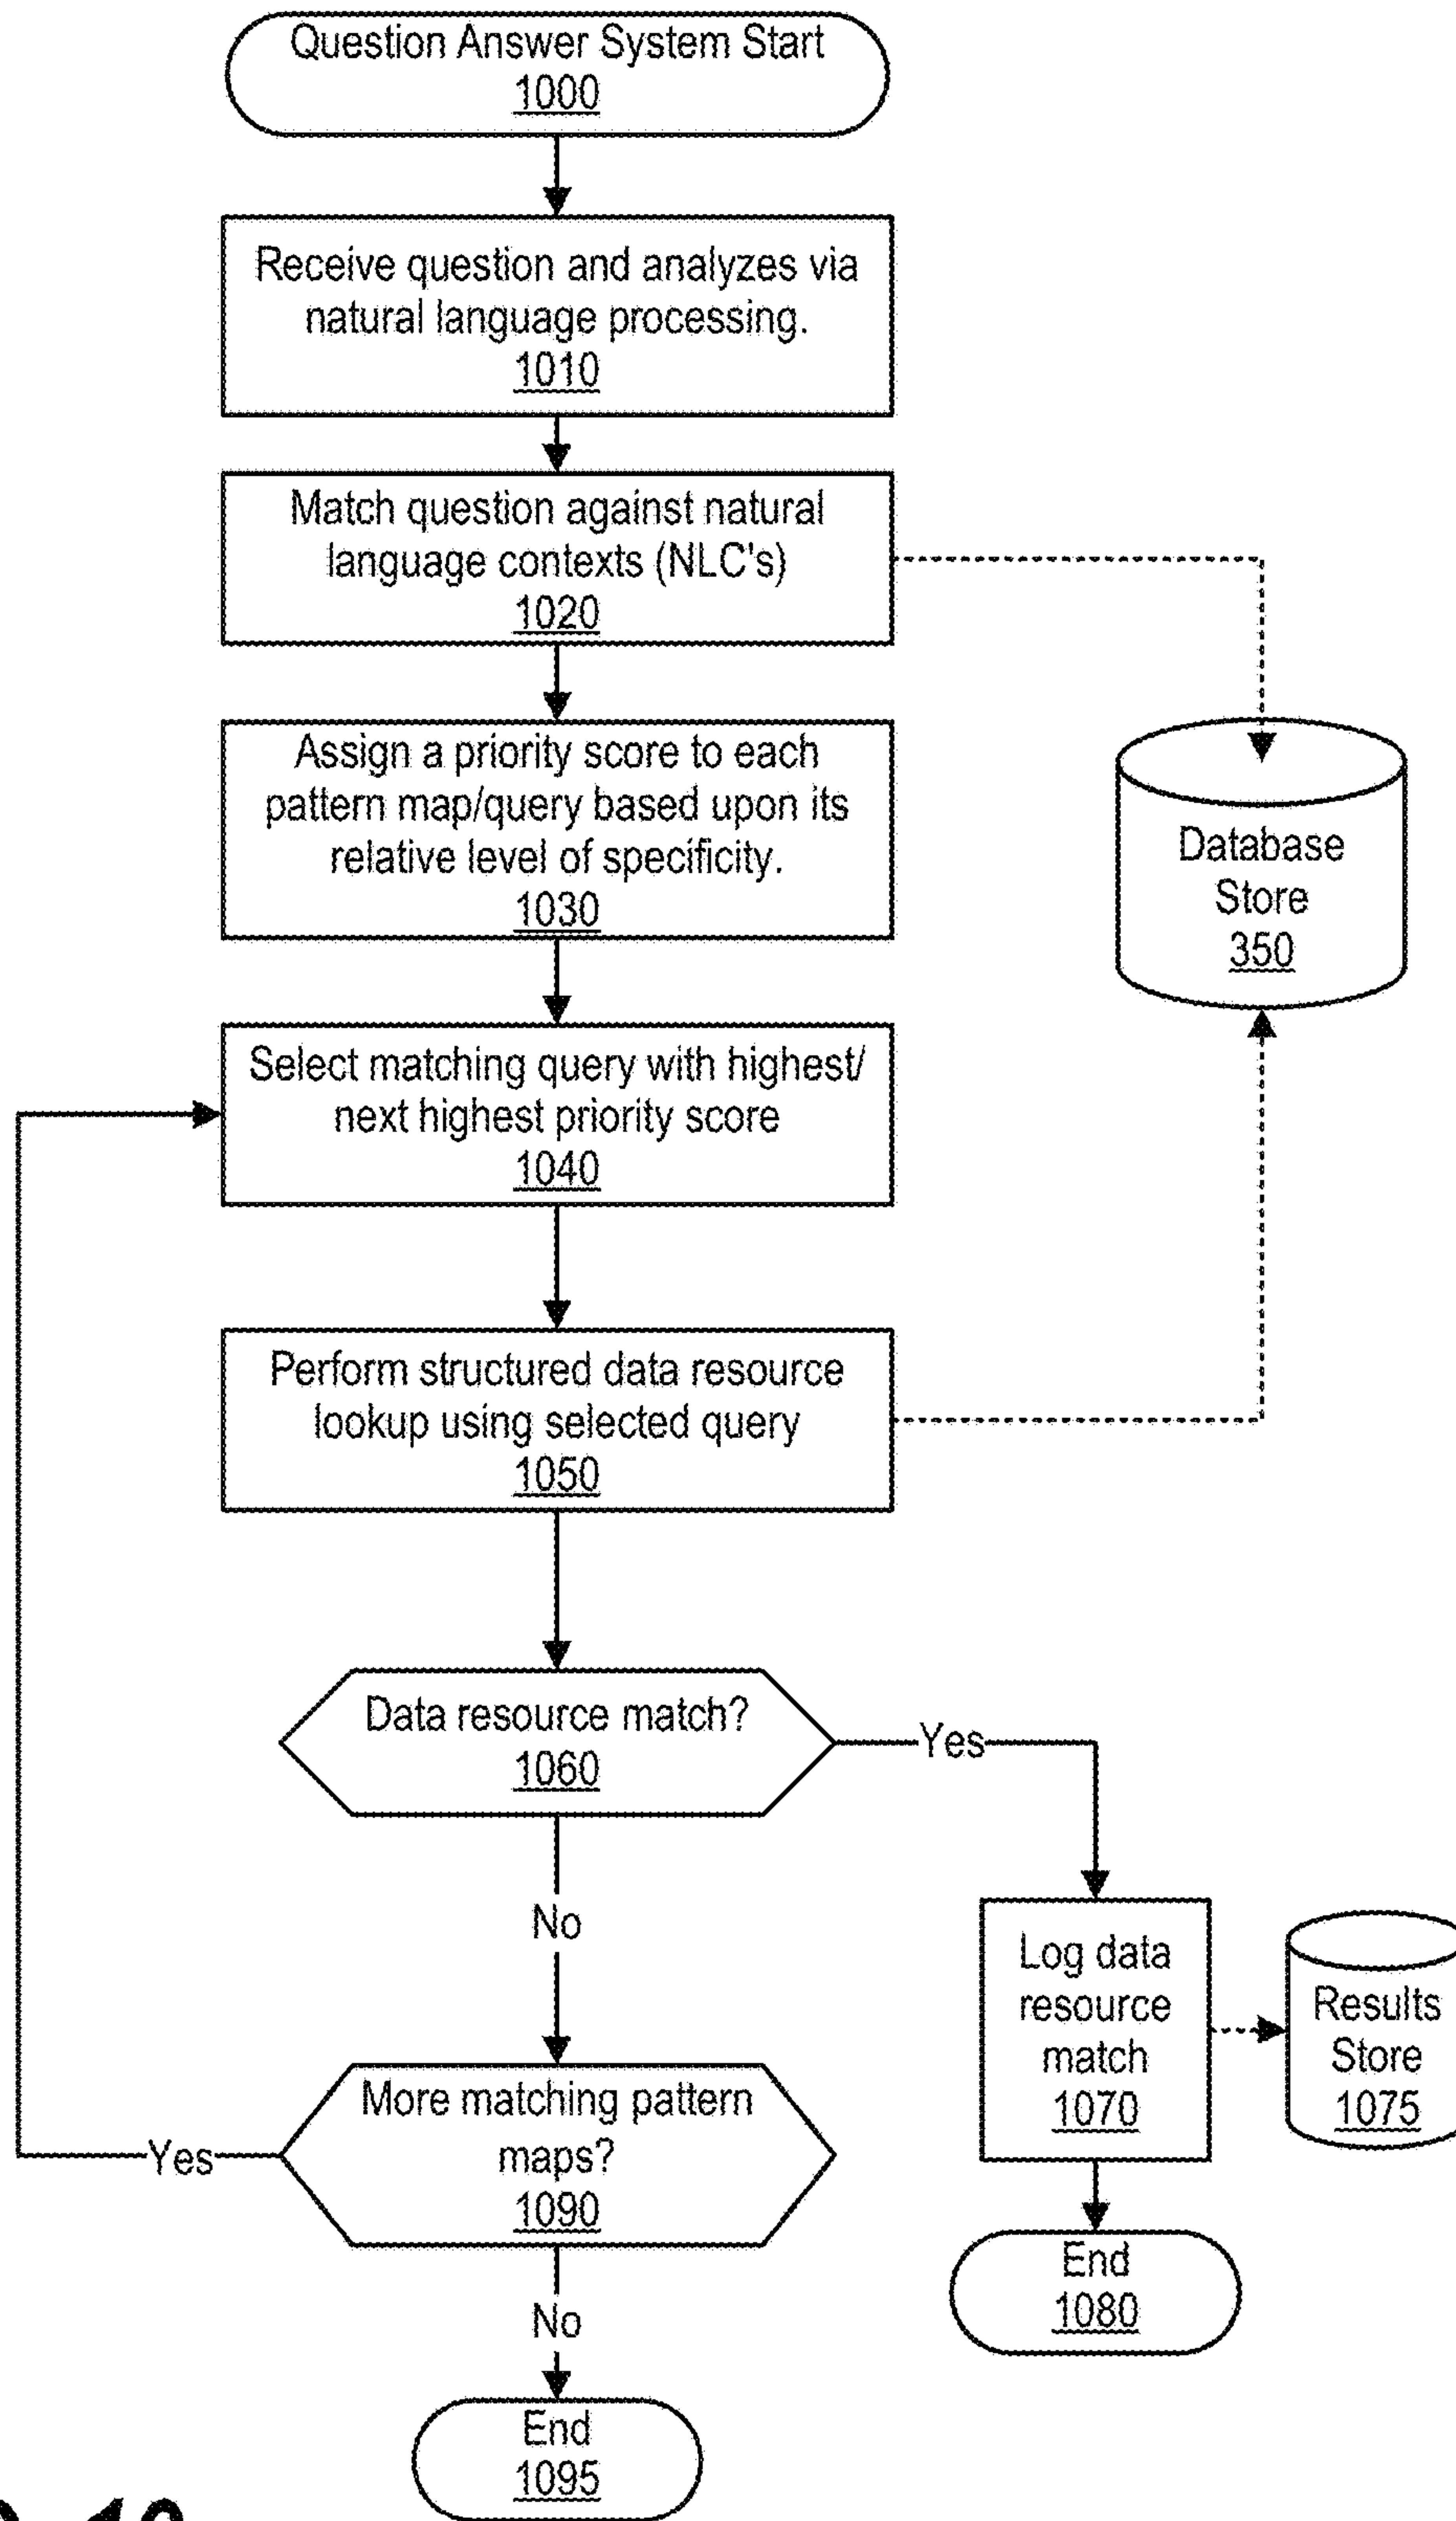 Question Answer System Start
1000
Receive question and analyzes via
natural language processing.
1010
Match question against natural
language contexts (NLC's)
1020
Assign a priority score to each
pattern map/query based upon its
relative level of specificity.
1030
Database
Store
350
Select matching query with highest/
next highest priority score
1040
Perform structured data resource
lookup using selected query
1050
Data resource match?
1060
Yes
No
Log data
resource
match
1070
Results
Store
1075
More matching pattern
maps?
1090
Yes
No
End
1080
End
1095